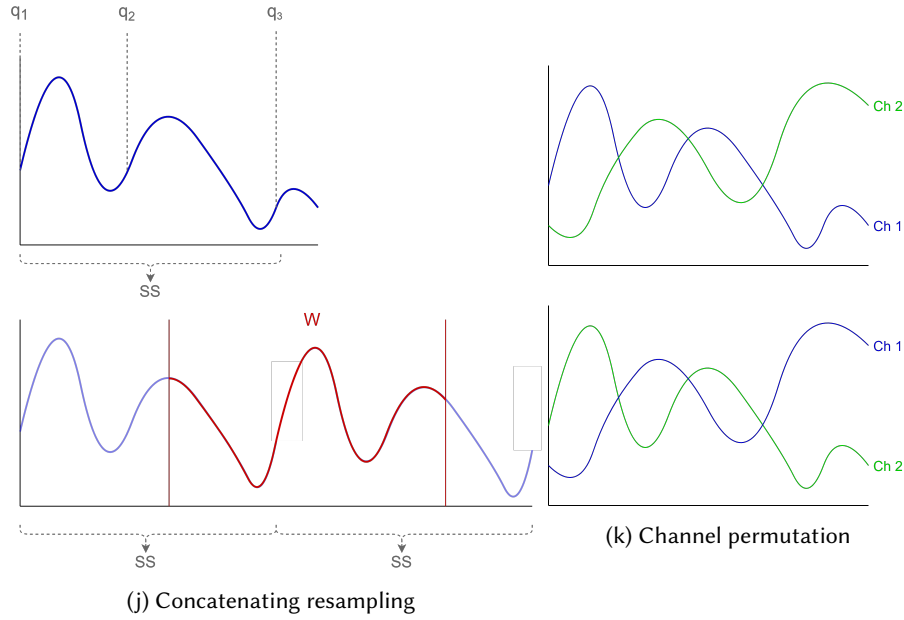 q1
q2
q3
SS
W
SS
SS
(j) Concatenating resampling
Ch 2
Ch 1
Ch 1
Ch 2
(k) Channel permutation